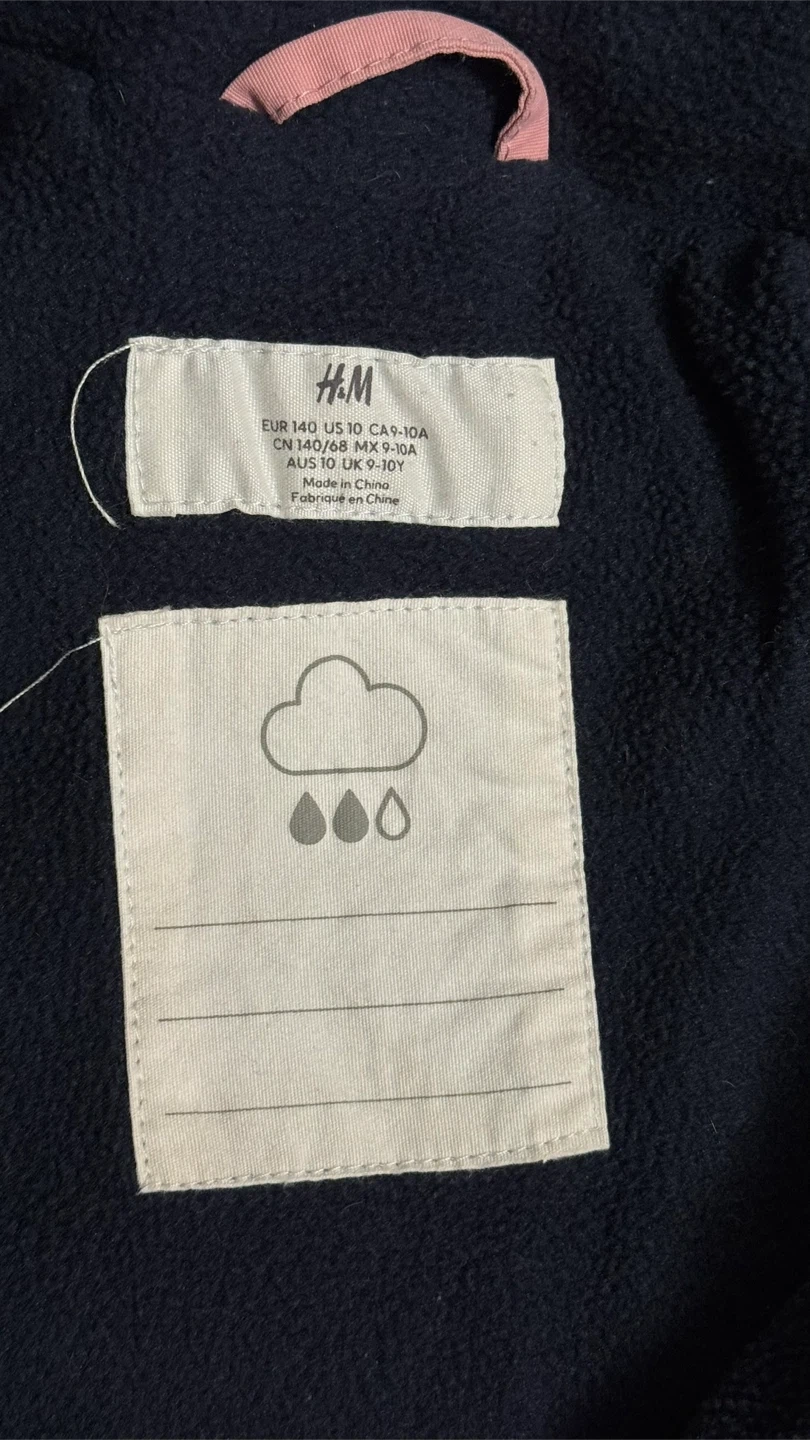 H&M
EUR 140 US 10 CA 9-10A
CN 140/68 MX 9-10A
AUS 10 UK 9-10Y
Made in China
Fabriqué en Chine